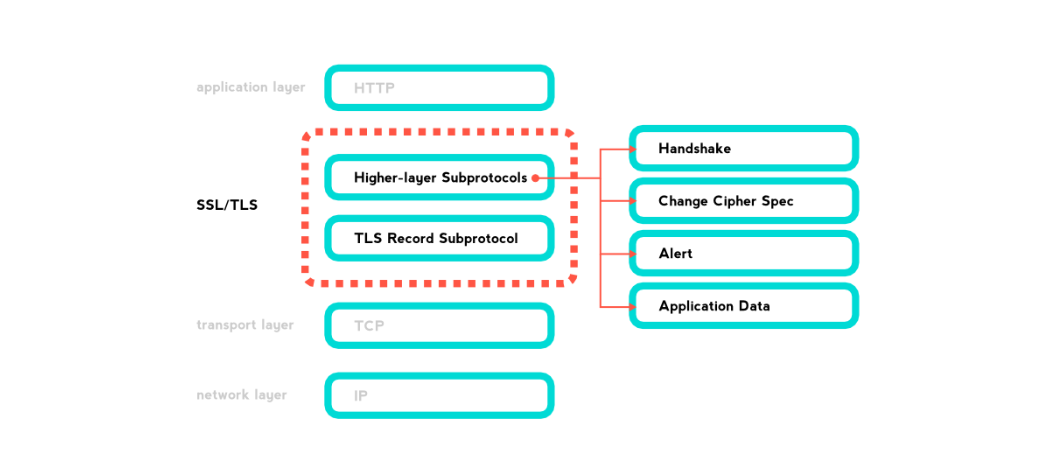 application layer
HTTP
SSL/TLS
Higher-layer Subprotocols
TLS Record Subprotocol
Handshake
Change Cipher Spec
Alert
Application Data
transport layer
TCP
network layer
IP